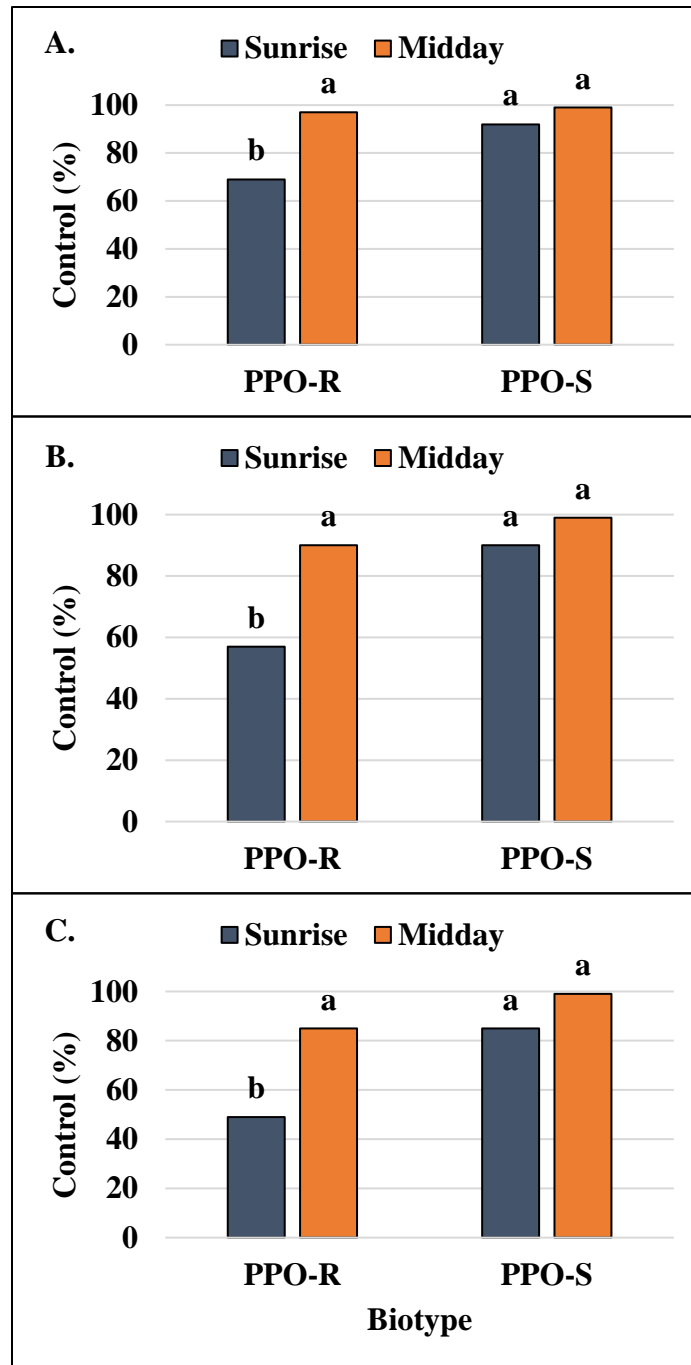 A.
Sunrise Midday
a
a
a
b
100
80
60
40
20
0
Control (%)
PPO-R PPO-S
B.
Sunrise Midday
a
a
a
b
100
80
60
40
20
0
Control (%)
PPO-R PPO-S
C.
Sunrise Midday
a
a
a
b
100
80
60
40
20
0
Control (%)
PPO-R PPO-S
Biotype